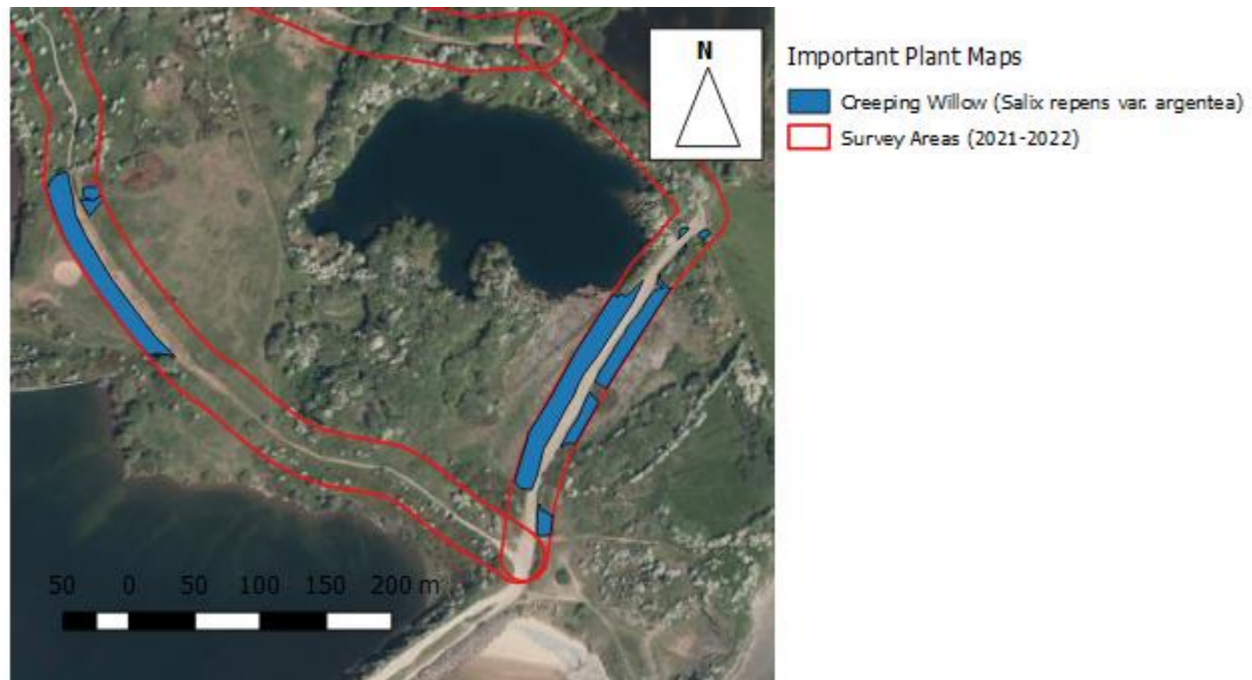 N
Important Plant Maps
Creeping Willow (Salix repens var. argentea)
Survey Areas (2021-2022)
50 0 50 100 150 200 m